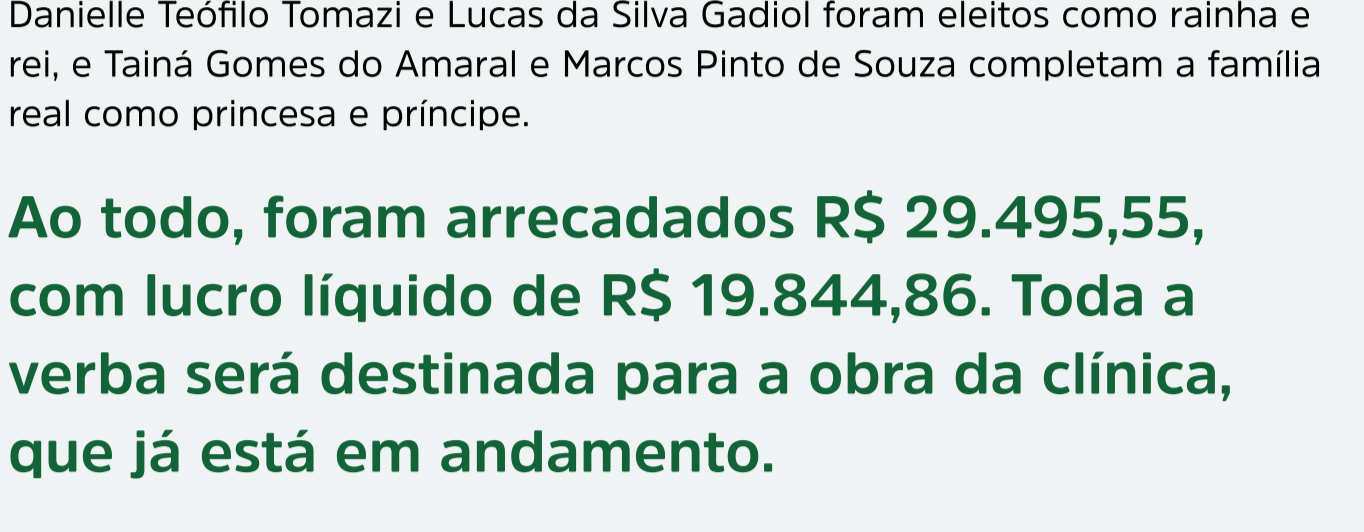 Danielle Teófilo Tomazi e Lucas da Silva Gadiol foram eleitos como rainha e
rei, e Tainá Gomes do Amaral e Marcos Pinto de Souza completam a família
real como princesa e príncipe.
Ao todo, foram arrecadados R$ 29.495,55,
com lucro líquido de R$ 19.844,86. Toda a
verba será destinada para a obra da clínica,
que já está em andamento.